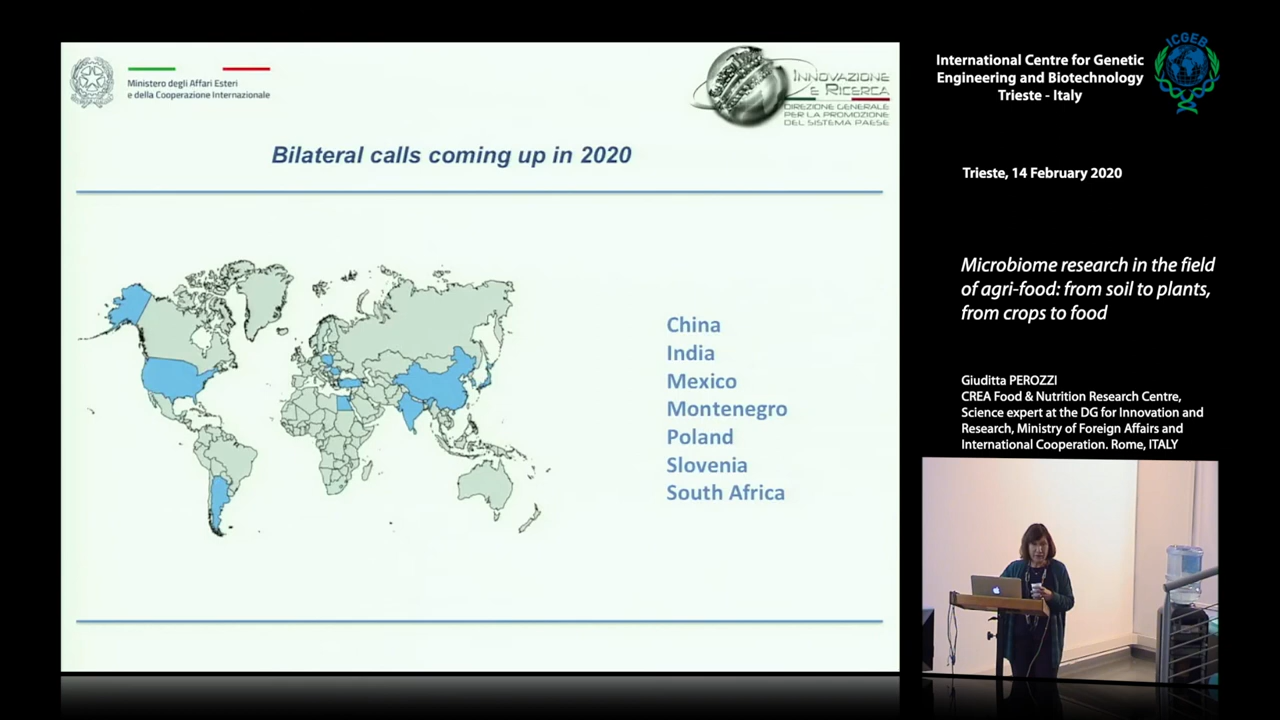 Ministero degli Affari Esteri
e della Cooperazione Internazionale
INNOVAZIONE
E RICERCA
DIREZIONE GENERALE
PER LA PROMOZIONE
DEL SISTEMA PAESE
Bilateral calls coming up in 2020
China
India
Mexico
Montenegro
Poland
Slovenia
South Africa
International Centre for Genetic
Engineering and Biotechnology
Trieste - Italy
ICGEB
Trieste, 14 February 2020
Microbiome research in the field
of agri-food: from soil to plants,
from crops to food
Giuditta PEROZZI
CREA Food & Nutrition Research Centre,
Science expert at the DG for Innovation and
Research, Ministry of Foreign Affairs and
International Cooperation. Rome, ITALY